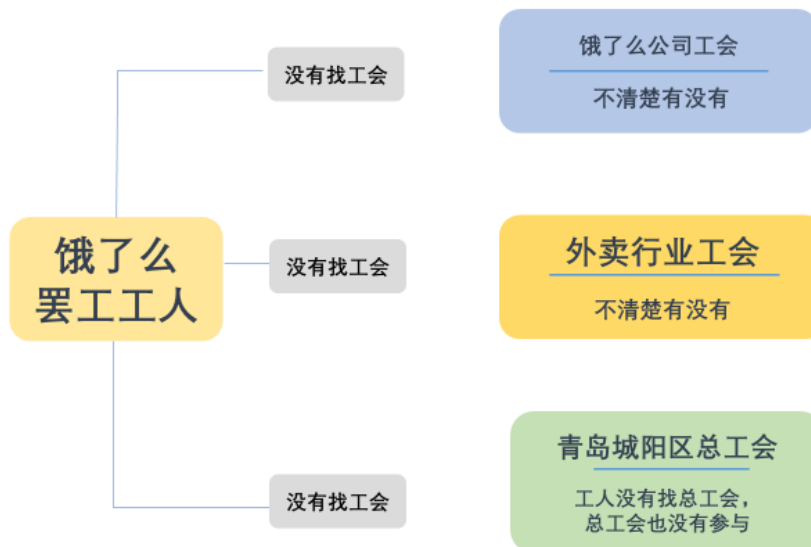 没有找工会
饿了么公司工会
不清楚有没有
饿了么
罢工工人
没有找工会
外卖行业工会
不清楚有没有
没有找工会
青岛城阳区总工会
工人没有找总工会，
总工会也没有参与